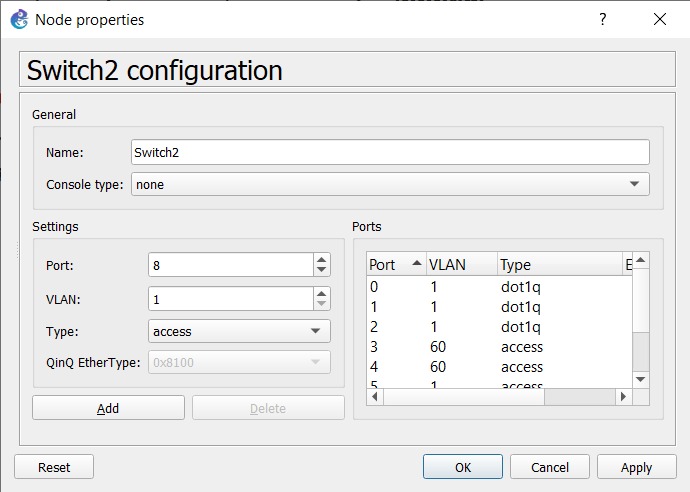 Node properties ?
Switch2 configuration
General
Name: Switch2
Console type: none
Settings
Port: 8
VLAN: 1
Type: access
QinQ EtherType: 0x8100
Add Delete
Ports
Port VLAN Type E
0 1 dot1q
1 1 dot1q
2 1 dot1q
3 60 access
4 60 access
5 1 access
Reset OK Cancel Apply